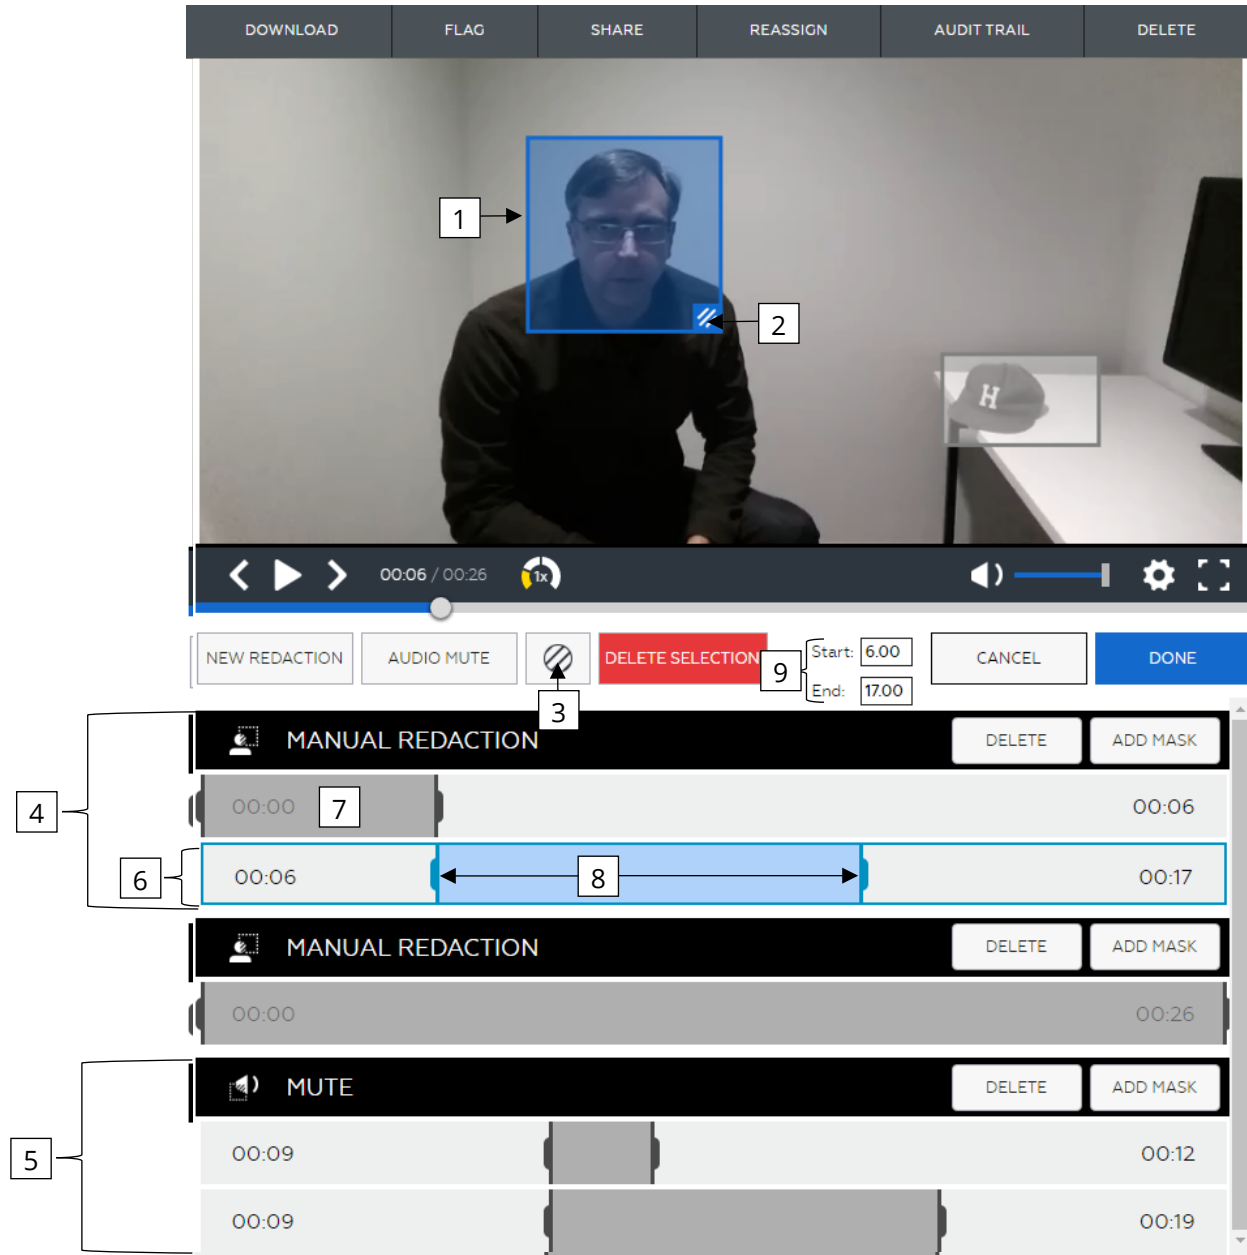 DOWNLOAD FLAG SHARE REASSIGN AUDIT TRAIL DELETE
1
2
H
00:06 / 00:26 1x
NEW REDACTION AUDIO MUTE DELETE SELECTION 9 Start: 6.00 CANCEL DONE
End: 17.00
3
MANUAL REDACTION DELETE ADD MASK
4 00:00 7 00:06
6 00:06 8 00:17
MANUAL REDACTION DELETE ADD MASK
00:00 00:26
MUTE DELETE ADD MASK
5 00:09 00:12
00:09 00:19